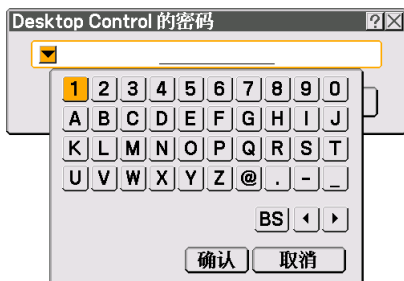 Desktop Control 的密码 ?
1 2 3 4 5 6 7 8 9 0
A B C D E F G H I J
K L M N O P Q R S T
U V W X Y Z @ . - _
BS
确认 取消